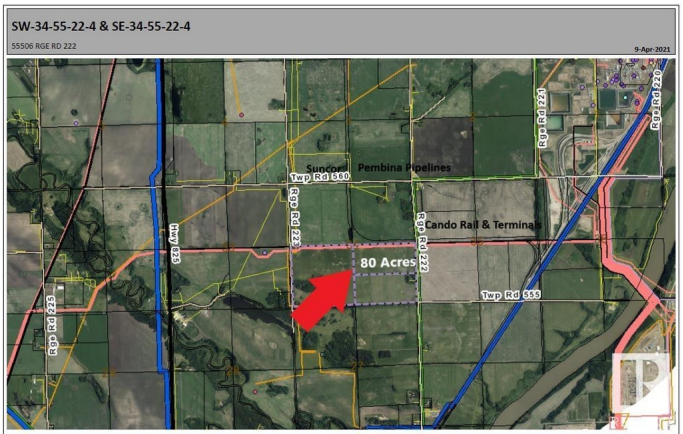 SW-34-55-22-4 & SE-34-55-22-4
55506 RGE RD 222
9-Apr-2021
Rge Rd 221
Rge Rd 220
Suncor Pembina Pipelines
Twp Rd 560
Hwy 825
Rge Rd 223
Rge Rd 222
Cando Rail & Terminals
80 Acres
Twp Rd 555
Rge Rd 225